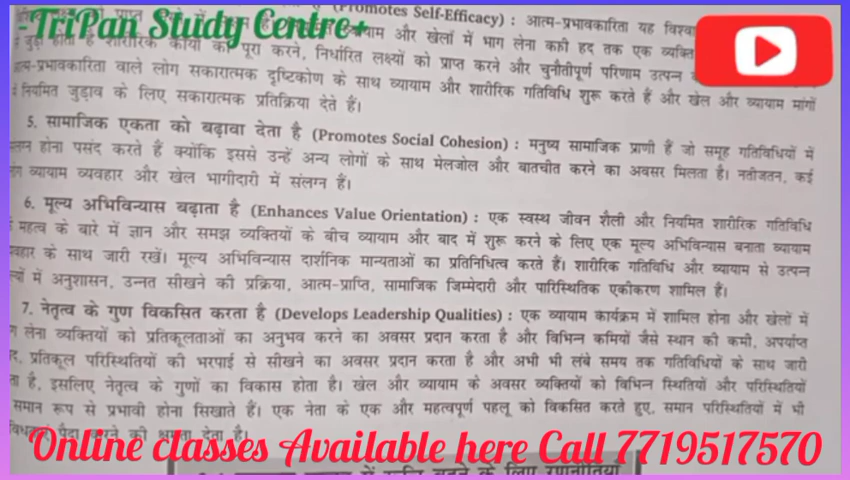 -TriPan Study Centre+
(Promotes Self-Efficacy) : आत्म-प्रभावकारिता यह
व्यायाम और खेलों में भाग लेना कही हद तक एक
जुड़ा होता है शारीरिक कार्यों को पूरा करने, निर्धारित लक्ष्यों को प्राप्त करने और चुनौतीपूर्ण परिणाम उत्पन्न
-प्रभावकारिता वाले लोग सकारात्मक दृष्टिकोण के साथ व्यायाम और शारीरिक गतिविधि शुरू करते हैं और खेल और व्यायाम मांगों
नियमित जुड़ाव के लिए सकारात्मक प्रतिक्रिया देते हैं।
5. सामाजिक एकता को बढ़ावा देता है (Promotes Social Cohesion) : मनुष्य सामाजिक प्राणी हैं जो समूह गतिविधियों में
होना पसंद करते हैं क्योंकि इससे उन्हें अन्य लोगों के साथ मेलजोल और बातचीत करने का अवसर मिलता है। नतीजतन, कई
व्यायाम व्यवहार और खेल भागीदारी में संलग्न हैं।
6. मूल्य अभिविन्यास बढ़ाता है (Enhances Value Orientation) : एक स्वस्थ जीवन शैली और नियमित शारीरिक गतिविधि
महत्व के बारे में ज्ञान और समझ व्यक्तियों के बीच व्यायाम और बाद में शुरू करने के लिए एक मूल्य अभिविन्यास बनाता व्यायाम
के साथ जारी रखें। मूल्य अभिविन्यास दार्शनिक मान्यताओं का प्रतिनिधित्व करते हैं। शारीरिक गतिविधि और व्यायाम से उत्पन्न
में अनुशासन, उन्नत सीखने की प्रक्रिया, आत्म-प्राप्ति, सामाजिक जिम्मेदारी और पारिस्थितिक एकीकरण शामिल हैं।
7. नेतृत्व के गुण विकसित करता है (Develops Leadership Qualities) : एक व्यायाम कार्यक्रम में शामिल होना और खेलों में
लेना व्यक्तियों को प्रतिकूलताओं का अनुभव करने का अवसर प्रदान करता है और विभिन्न कमियों जैसे स्थान की कमी, अपर्याप्त
प्रतिकूल परिस्थितियों की भरपाई से सीखने का अवसर प्रदान करता है और अभी भी लंबे समय तक गतिविधियों के साथ जारी
है, इसलिए नेतृत्व के गुणों का विकास होता है। खेल और व्यायाम के अवसर व्यक्तियों को विभिन्न स्थितियों और परिस्थितियों
समान रूप से प्रभावी होना सिखाते हैं। एक नेता के एक और महत्वपूर्ण पहलू को विकसित करते हुए, समान परिस्थितियों में भी
पैदा करने की क्षमता देता है।
Online classes Available here Call 7719517570